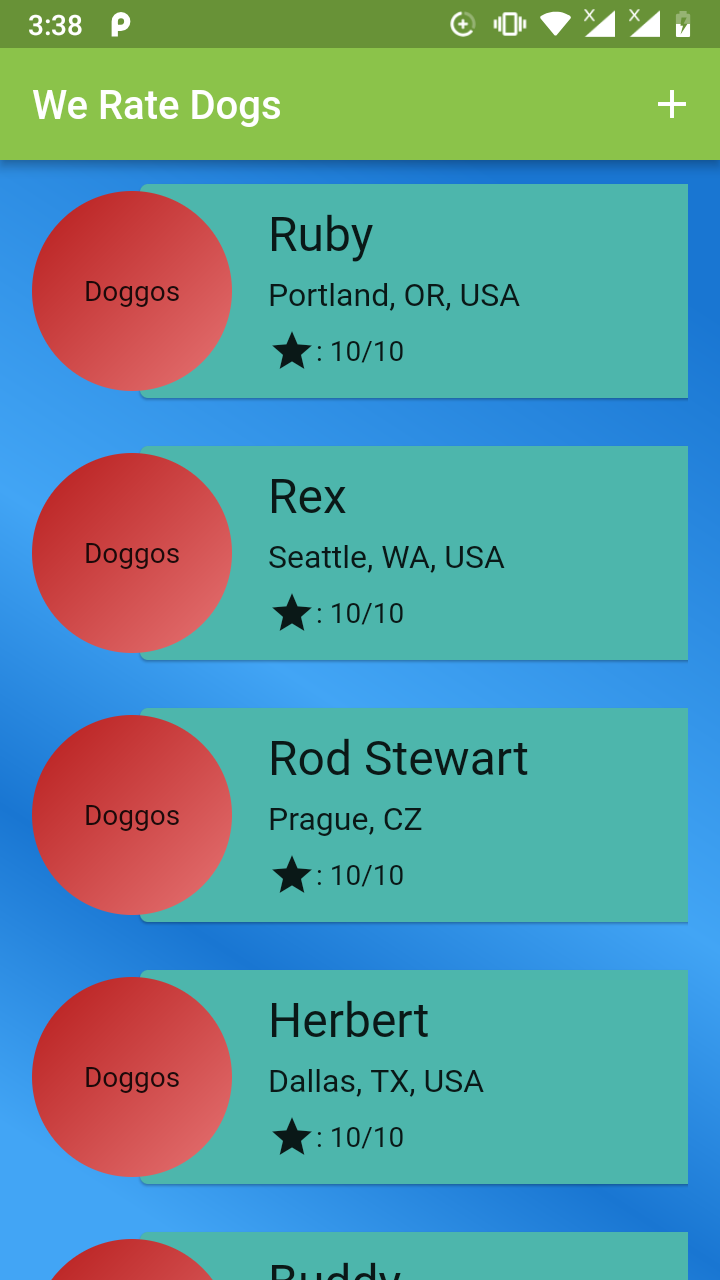 3:38
We Rate Dogs
Doggos
Ruby
Portland, OR, USA
: 10/10
Doggos
Rex
Seattle, WA, USA
: 10/10
Doggos
Rod Stewart
Prague, CZ
: 10/10
Doggos
Herbert
Dallas, TX, USA
: 10/10
Buddy